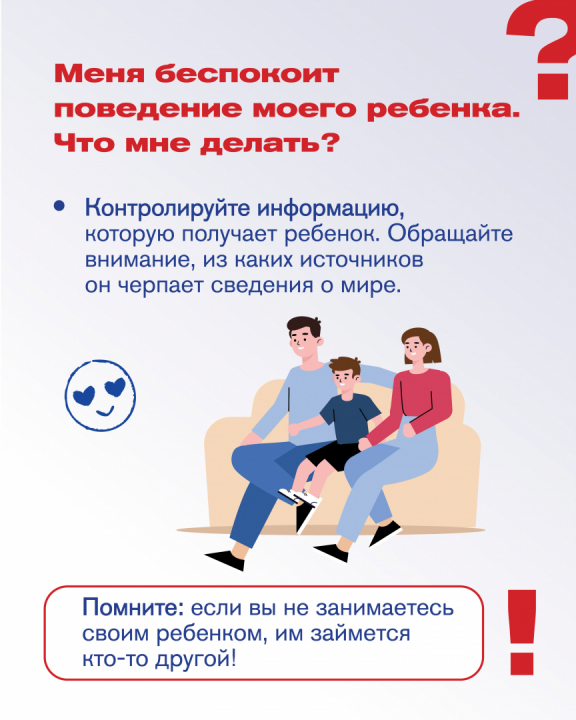 ?
Меня беспокоит
поведение моего ребенка.
Что мне делать?
• Контролируйте информацию,
которую получает ребенок. Обращайте
внимание, из каких источников
он черпает сведения о мире.
Помните: если вы не занимаетесь
своим ребенком, им займется
кто-то другой!
!